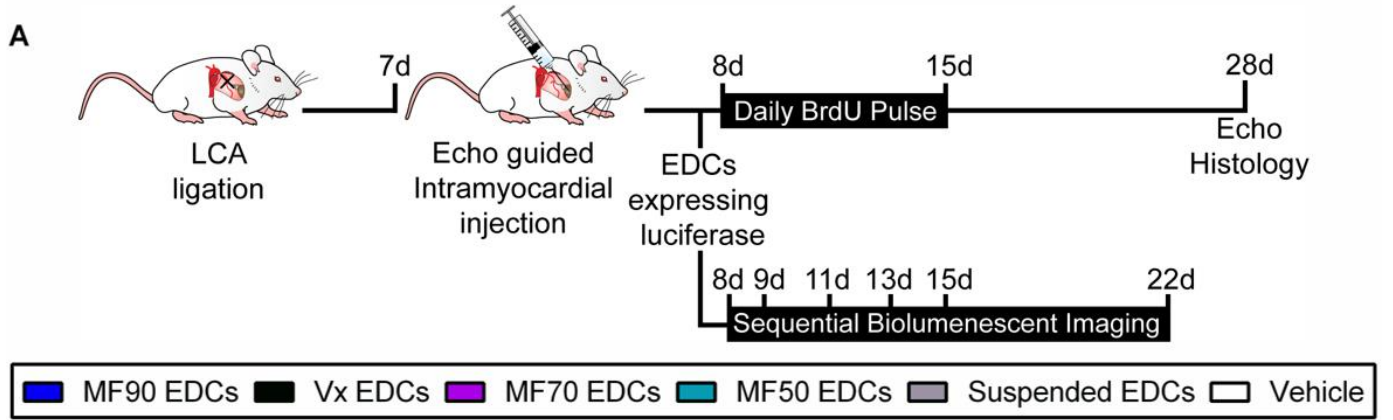 A
7d
8d
15d
28d
Daily BrdU Pulse
LCA
ligation
Echo guided
Intramyocardial
injection
EDCs
expressing
luciferase
Echo
Histology
8d 9d 11d 13d 15d 22d
Sequential Biolumenescent Imaging
MF90 EDCs Vx EDCs MF70 EDCs MF50 EDCs Suspended EDCs Vehicle